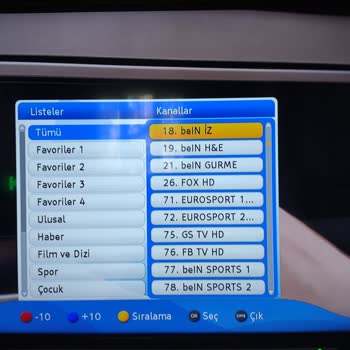 Listeler Kanallar
Tümü 18. beIN İZ
Favoriler 1 19. beIN H&E
Favoriler 2 21. beIN GURME
Favoriler 3 26. FOX HD
Favoriler 4 71. EUROSPORT 1...
Ulusal 72. EUROSPORT 2...
Haber 75. GS TV HD
Film ve Dizi 76. FB TV HD
Spor 77. beIN SPORTS 1
Çocuk 78. beIN SPORTS 2
-10 +10 Sıralama OK Seç Çık